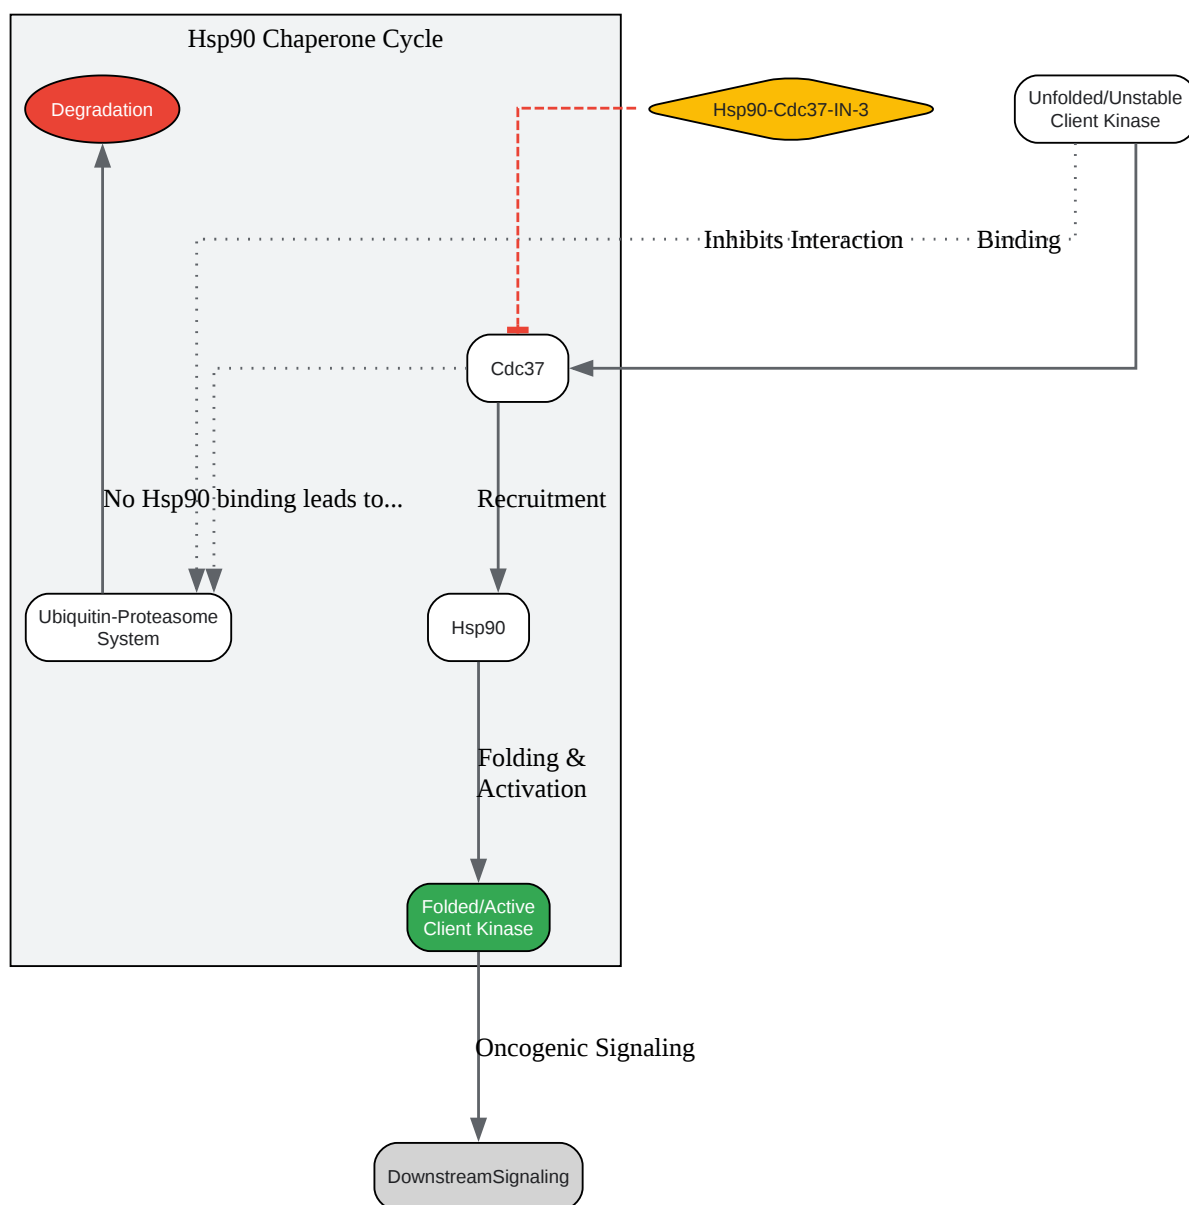 Hsp90 Chaperone Cycle
Degradation
Hsp90-Cdc37-IN-3
Unfolded/Unstable
Client Kinase
Inhibits Interaction
Binding
Cdc37
No Hsp90 binding leads to...
Recruitment
Ubiquitin-Proteasome
System
Hsp90
Folding &
Activation
Folded/Active
Client Kinase
Oncogenic Signaling
DownstreamSignaling